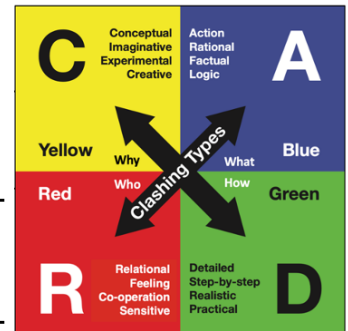 C
Conceptual
Imaginative
Experimental
Creative
Yellow
Why
Action
Rational
Factual
Logic
A
What
Blue
Clashing Types
Red
Who
R
Relational
Feeling
Co-operation
Sensitive
How
Green
Detailed
Step-by-step
Realistic
Practical
D